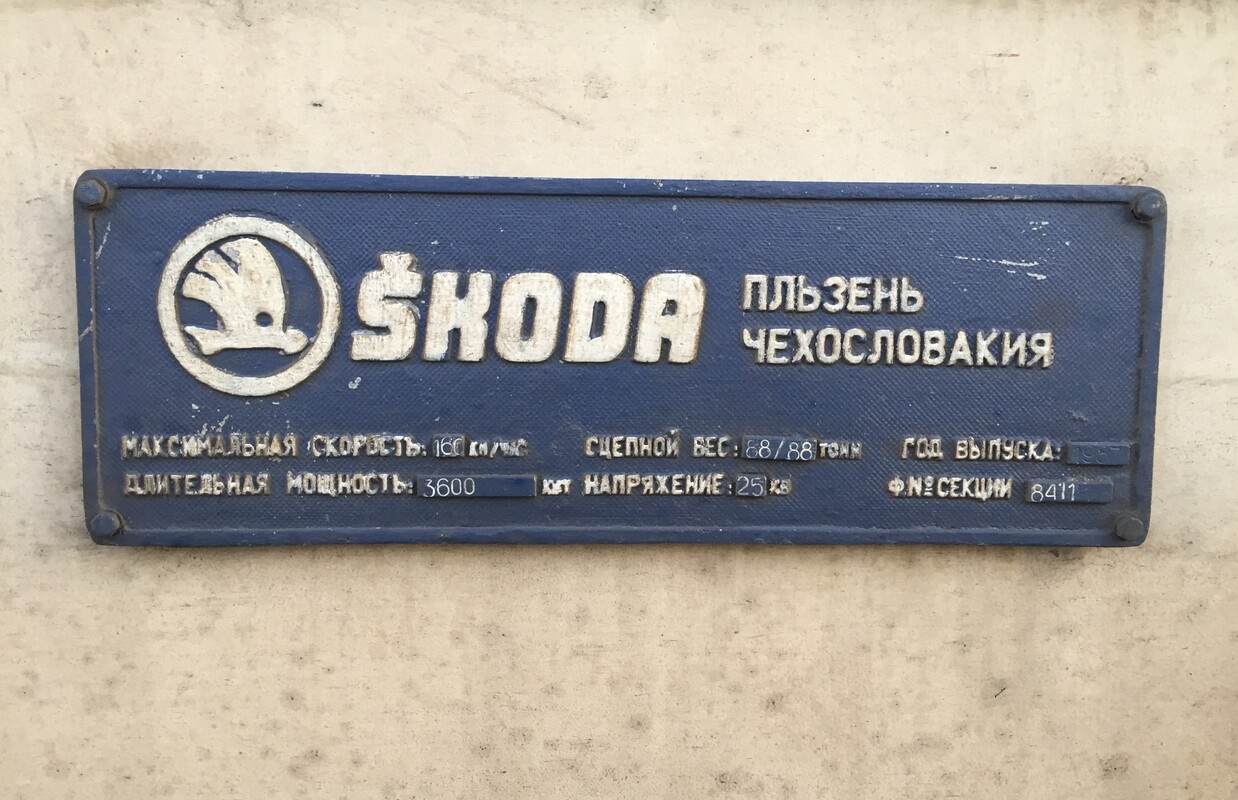 ŠKODA ПЛЬЗЕНЬ
ЧЕХОСЛОВАКИЯ
МАКСИМАЛЬНАЯ СКОРОСТЬ: 160 КМ/ЧАС СЦЕПНОЙ ВЕС: 88/88 ТОНН ГОД ВЫПУСКА: 1987
ДЛИТЕЛЬНАЯ МОЩНОСТЬ: 3600 КВТ НАПРЯЖЕНИЕ: 25 КВ Ф.№ СЕКЦИИ 8411